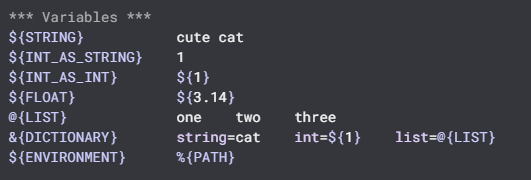 *** Variables ***
${STRING} cute cat
${INT_AS_STRING} 1
${INT_AS_INT} ${1}
${FLOAT} ${3.14}
@{LIST} one two three
&{DICTIONARY} string=cat int=${1} list=@{LIST}
${ENVIRONMENT} %{PATH}